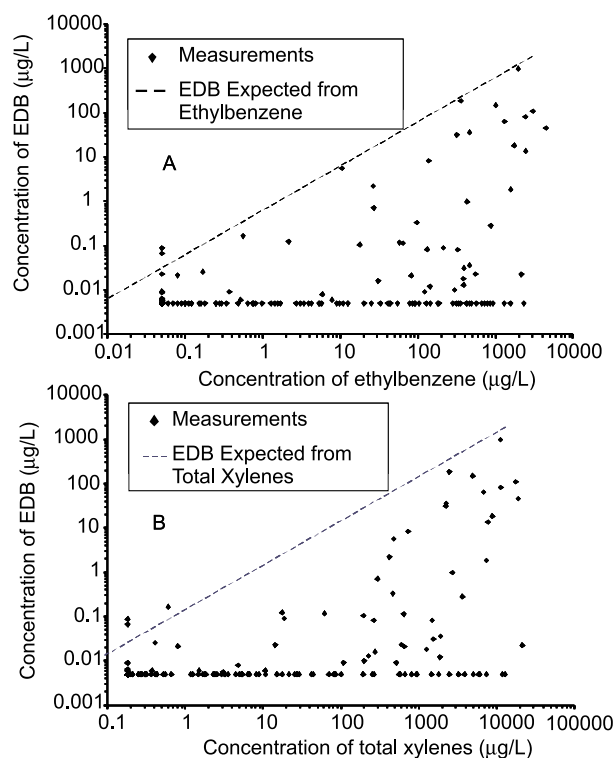 10000
1000
100
10
1
0.1
0.01
0.001
Concentration of EDB (µg/L)
Measurements
EDB Expected from
Ethylbenzene
A
0.01 0.1 1 10 100 1000 10000
Concentration of ethylbenzene (µg/L)
10000
1000
100
10
1
0.1
0.01
0.001
Concentration of EDB (µg/L)
Measurements
EDB Expected from
Total Xylenes
B
0.1 1 10 100 1000 10000 100000
Concentration of total xylenes (µg/L)